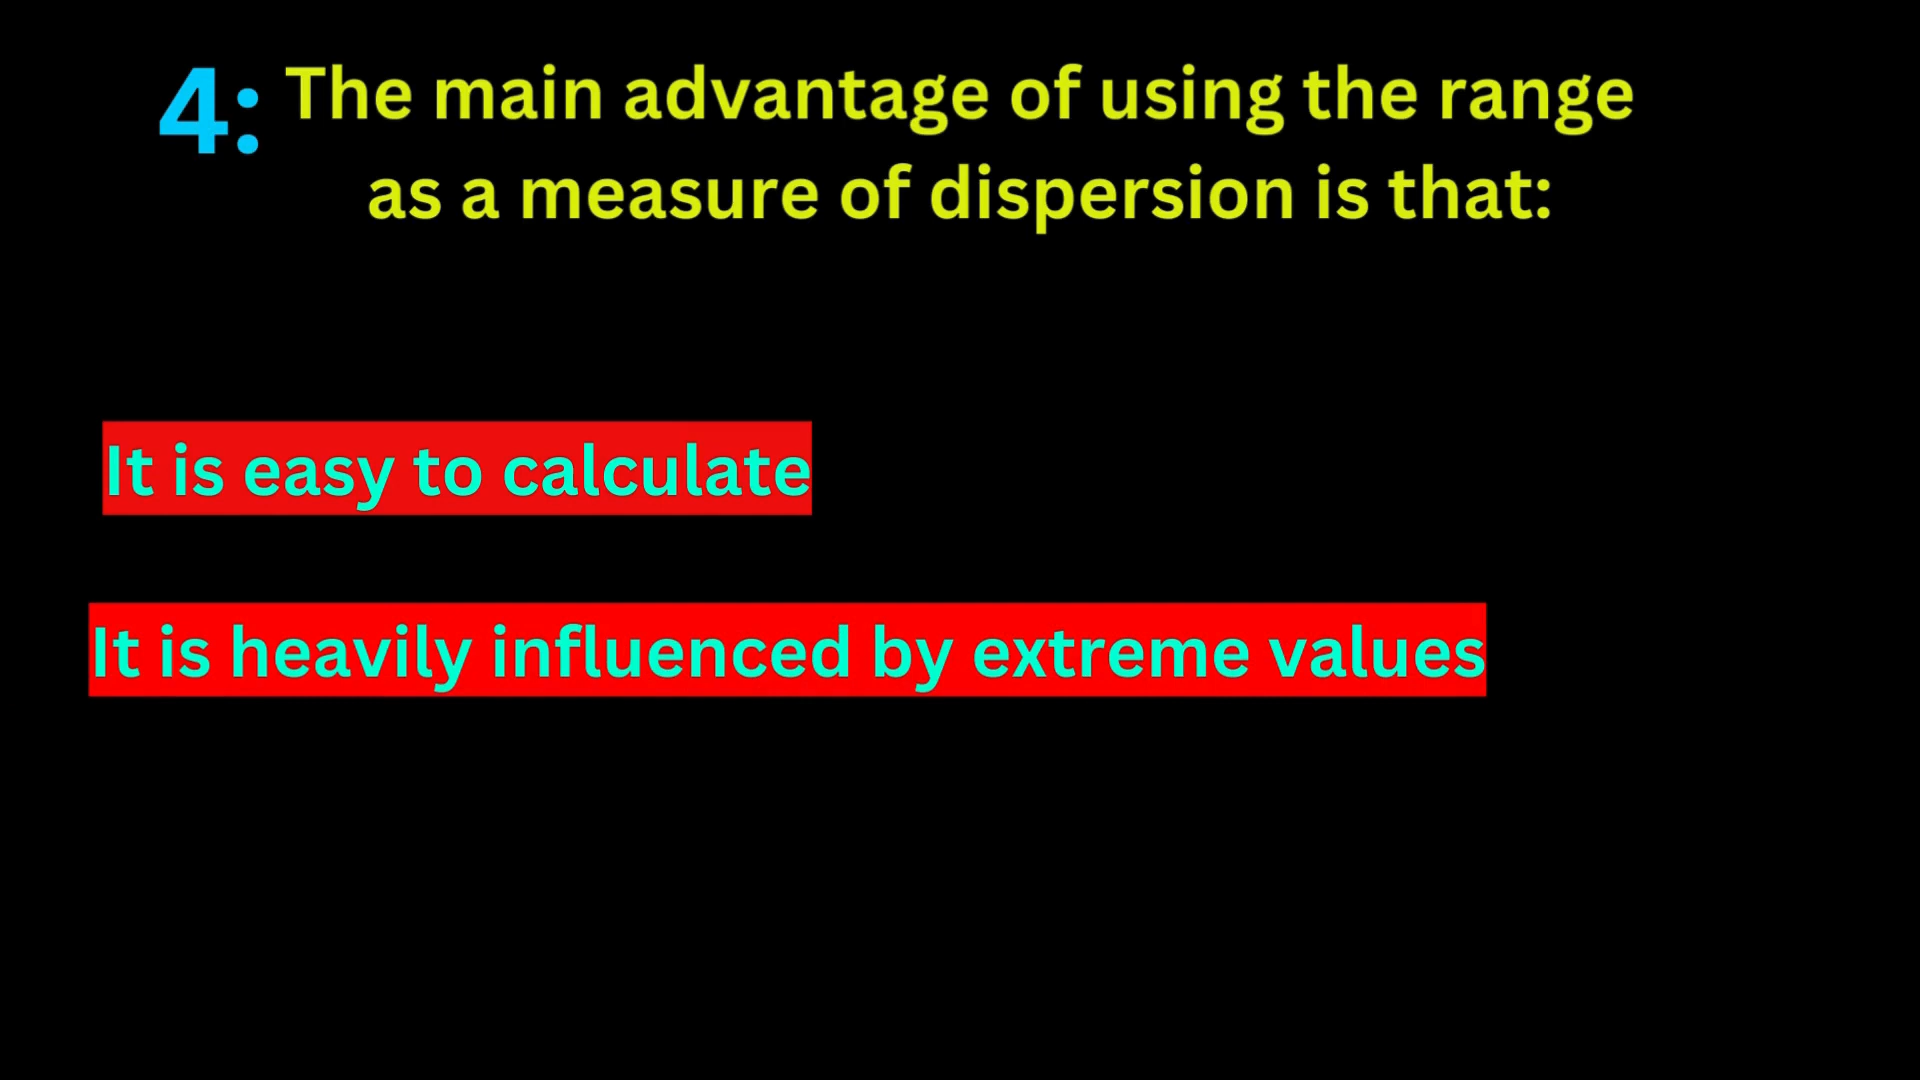 4: The main advantage of using the range
as a measure of dispersion is that:
It is easy to calculate
It is heavily influenced by extreme values